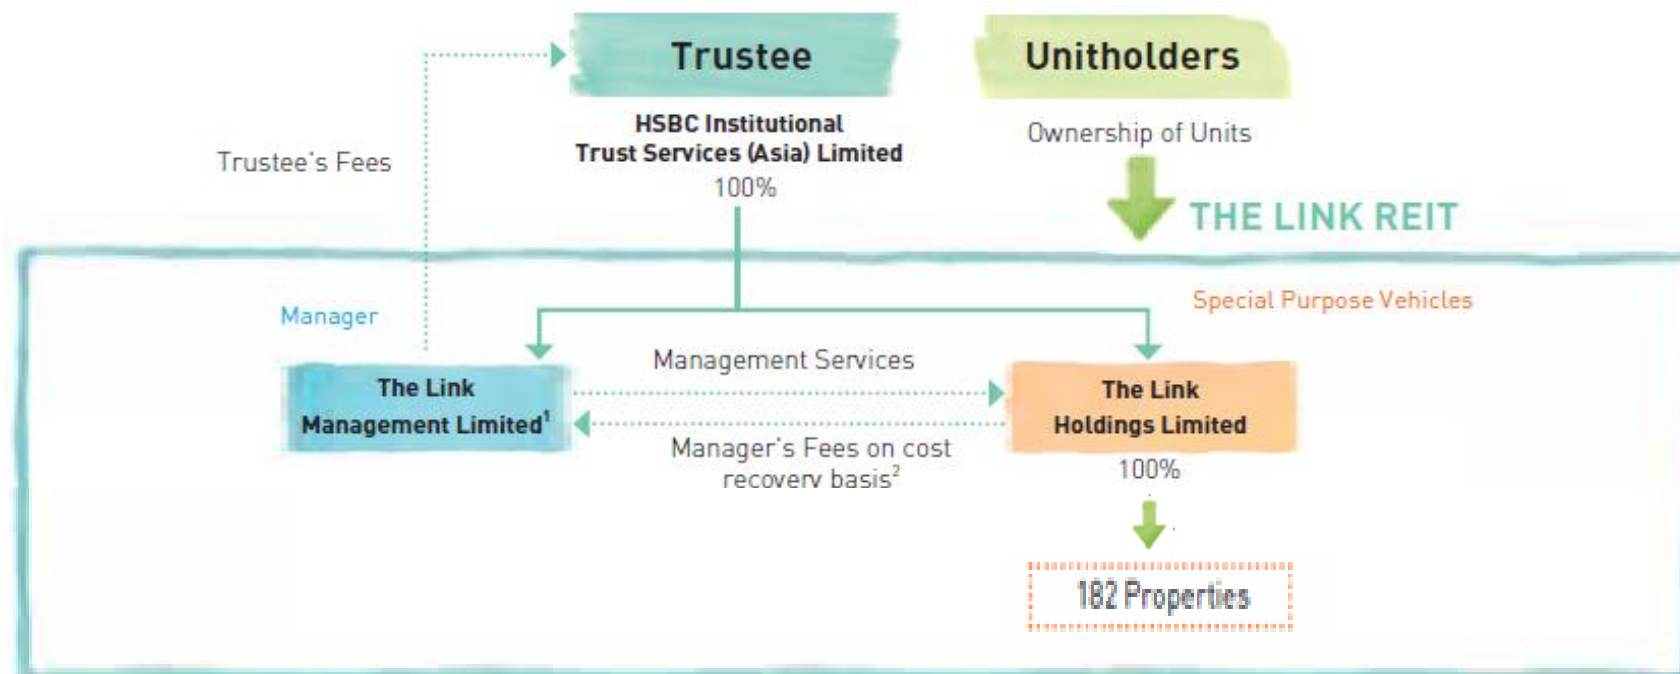 Trustee
Unitholders
HSBC Institutional
Trust Services (Asia) Limited
100%
Ownership of Units
Trustee's Fees
THE LINK REIT
Manager
Special Purpose Vehicles
The Link
Management Limited¹
Management Services
Manager's Fees on cost
recovery basis²
The Link
Holdings Limited
100%
182 Properties